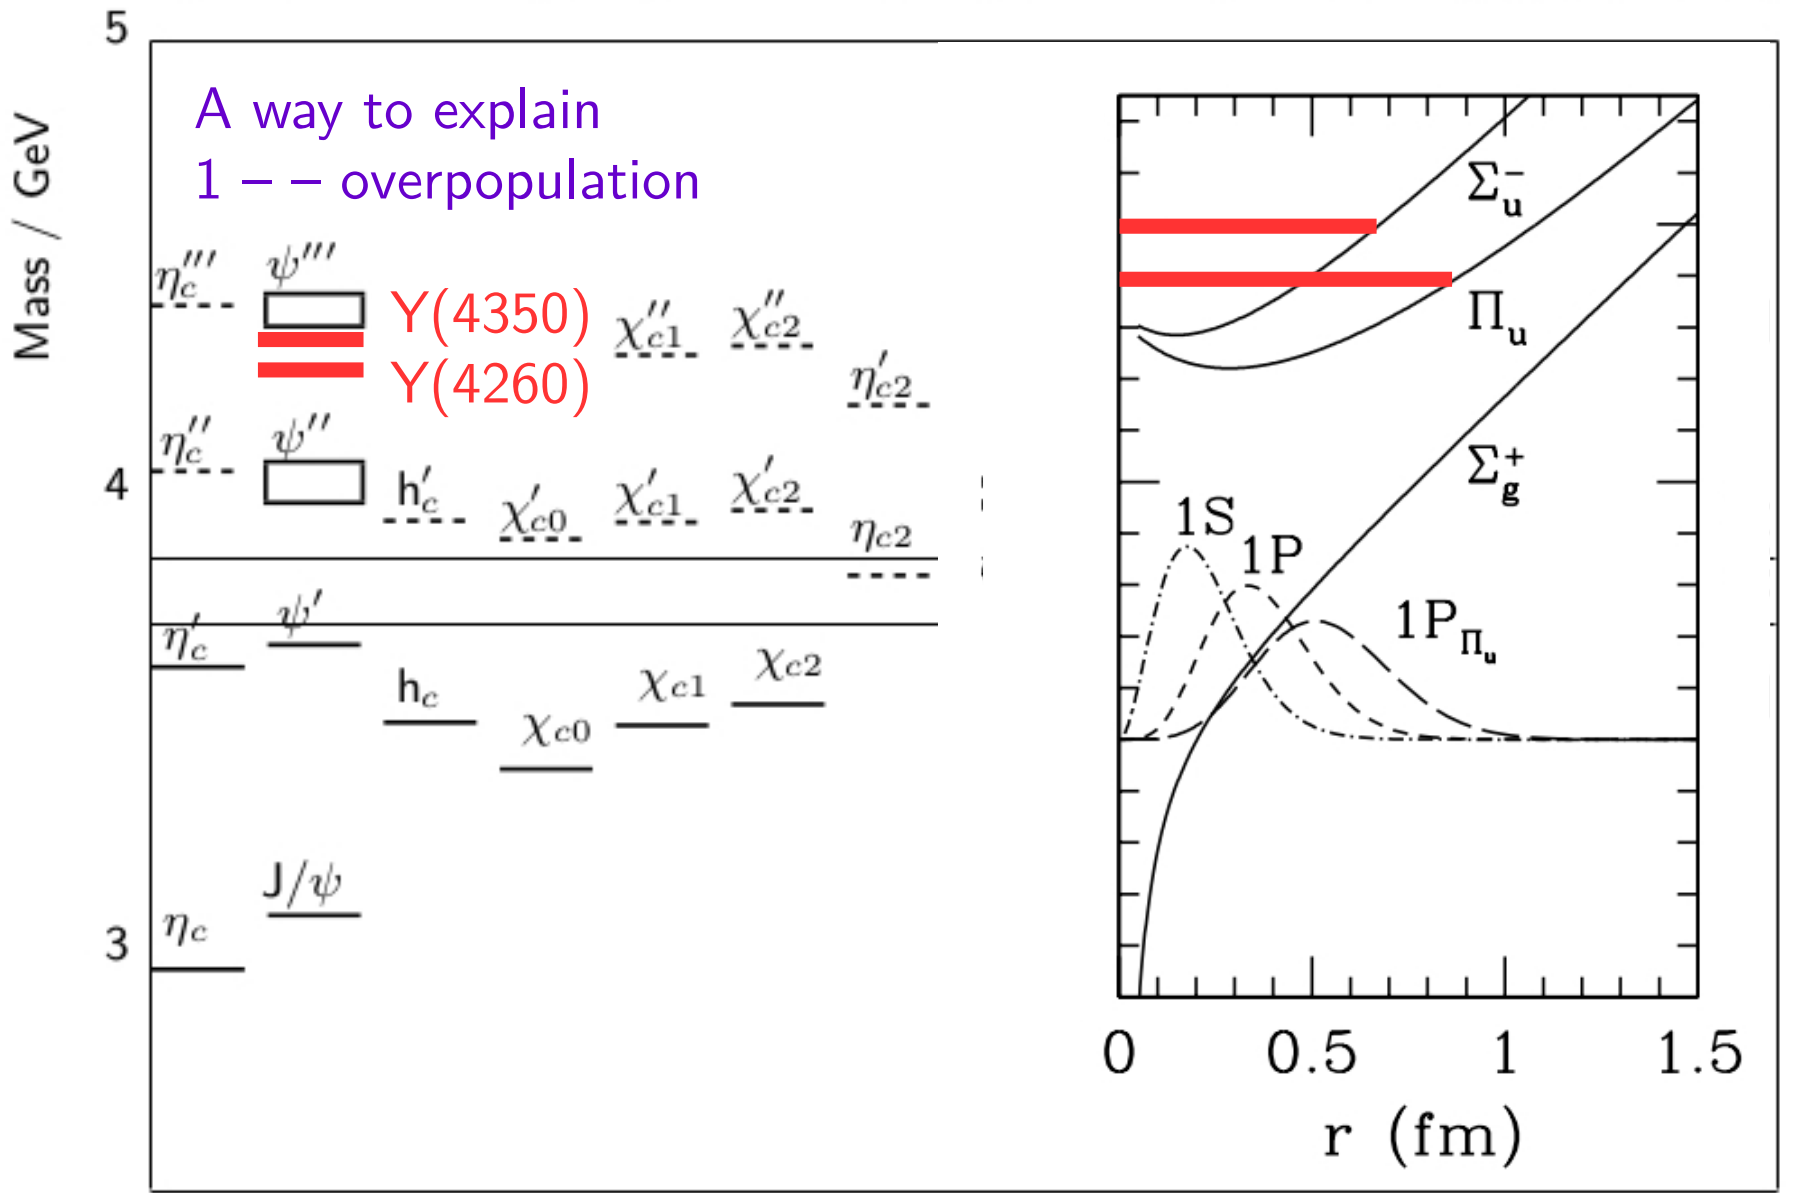 5
Mass / GeV
A way to explain
1 – – overpopulation
η‴c
ψ‴
Y(4350)
χ″c1
χ″c2
Σ⁻u
Y(4260)
Πu
η′c2
η″c
ψ″
4
h′c
χ′c0
χ′c1
χ′c2
ηc2
Σ⁺g
1S
1P
η′c
ψ′
hc
χc0
χc1
χc2
1PΠu
J/ψ
ηc
3
0 0.5 1 1.5
r (fm)